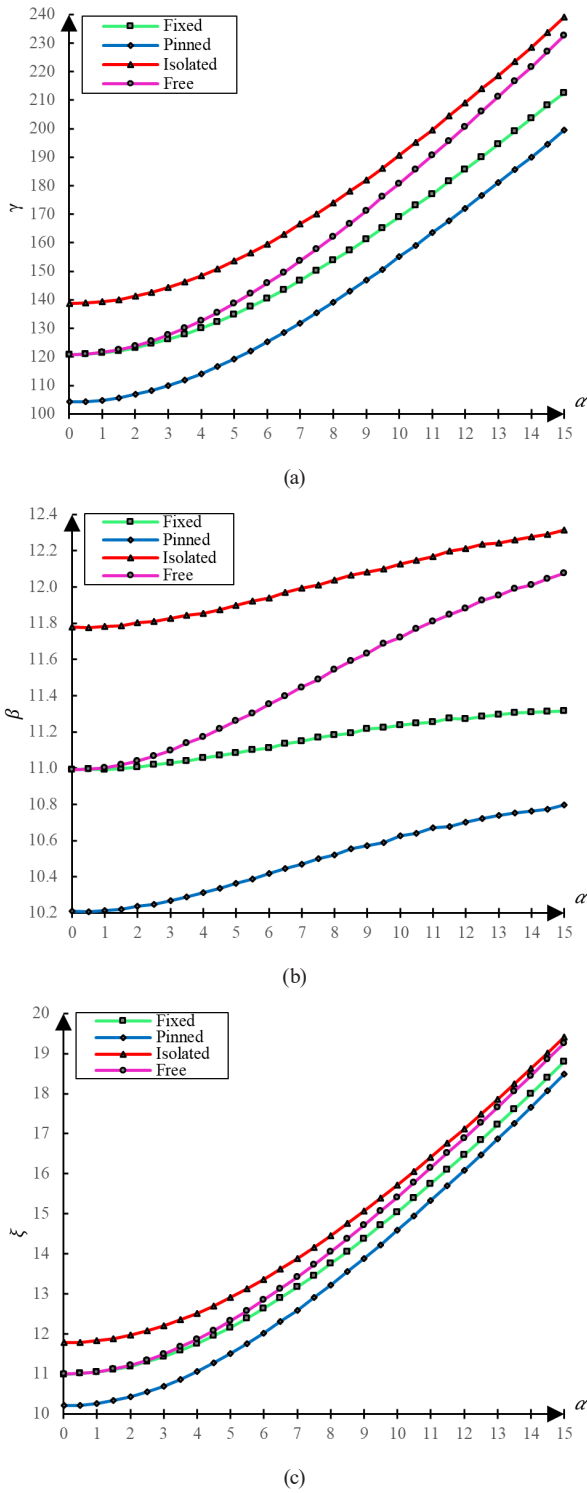 240
230
220
210
200
190
180
170
160
150
140
130
120
110
100
γ
Fixed
Pinned
Isolated
Free
0 1 2 3 4 5 6 7 8 9 10 11 12 13 14 15
α
(a)
12.4
12.2
12.0
11.8
11.6
11.4
11.2
11.0
10.8
10.6
10.4
10.2
β
Fixed
Pinned
Isolated
Free
0 1 2 3 4 5 6 7 8 9 10 11 12 13 14 15
α
(b)
20
19
18
17
16
15
14
13
12
11
10
ξ
Fixed
Pinned
Isolated
Free
0 1 2 3 4 5 6 7 8 9 10 11 12 13 14 15
α
(c)